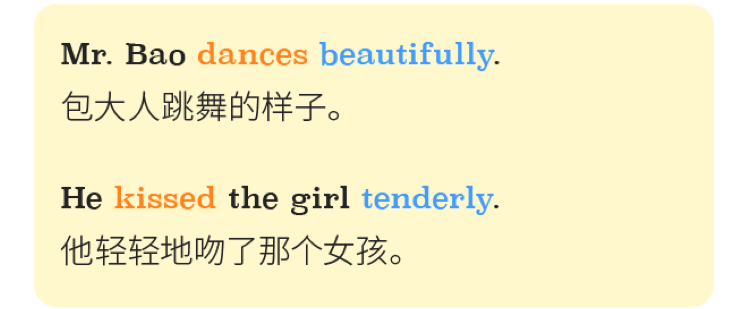 Mr. Bao dances beautifully.
包大人跳舞的样子。
He kissed the girl tenderly.
他轻轻地吻了那个女孩。